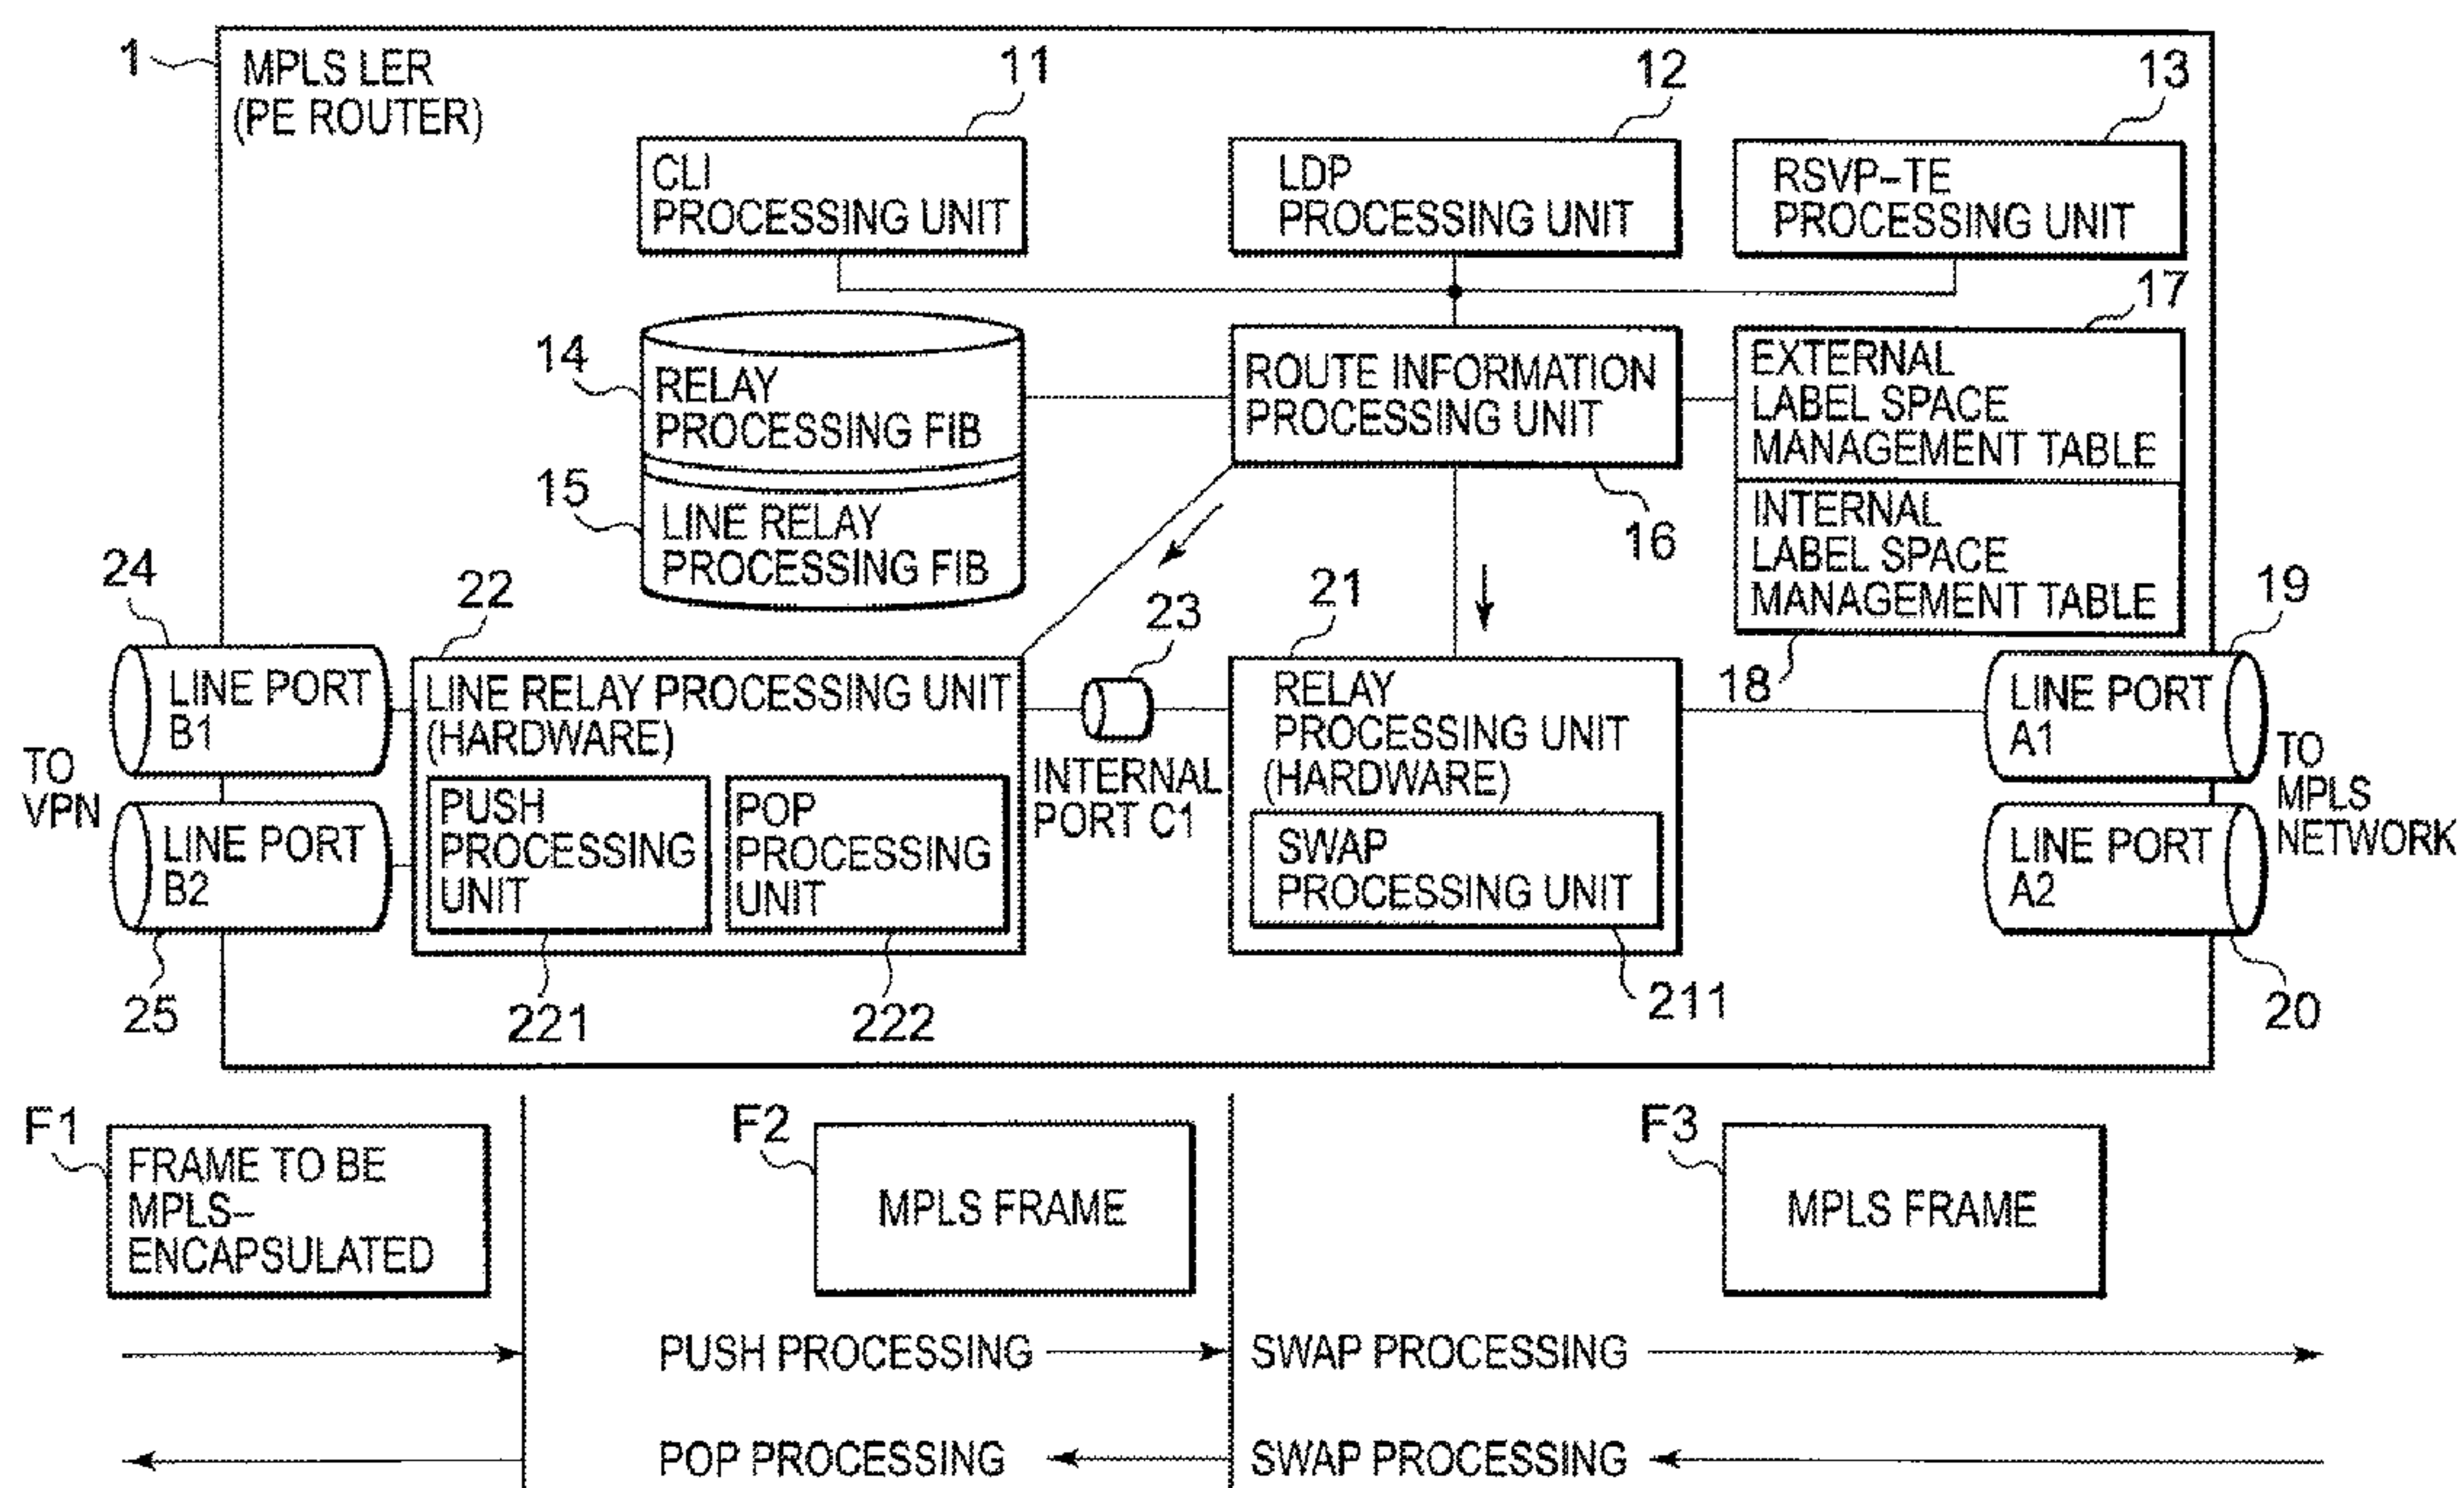 1
MPLS LER
(PE ROUTER)
11
12
13
CLI
PROCESSING UNIT
LDP
PROCESSING UNIT
RSVP–TE
PROCESSING UNIT
14
RELAY
PROCESSING FIB
15
LINE RELAY
PROCESSING FIB
ROUTE INFORMATION
PROCESSING UNIT
16
17
EXTERNAL
LABEL SPACE
MANAGEMENT TABLE
INTERNAL
LABEL SPACE
MANAGEMENT TABLE
18
24
LINE PORT
B1
TO
VPN
LINE PORT
B2
25
22
LINE RELAY PROCESSING UNIT
(HARDWARE)
PUSH
PROCESSING
UNIT
221
POP
PROCESSING
UNIT
222
23
INTERNAL
PORT C1
21
RELAY
PROCESSING UNIT
(HARDWARE)
SWAP
PROCESSING UNIT
211
19
LINE PORT
A1
TO
MPLS
NETWORK
LINE PORT
A2
20
F1
FRAME TO BE
MPLS–
ENCAPSULATED
F2
MPLS FRAME
F3
MPLS FRAME
PUSH PROCESSING
SWAP PROCESSING
POP PROCESSING
SWAP PROCESSING